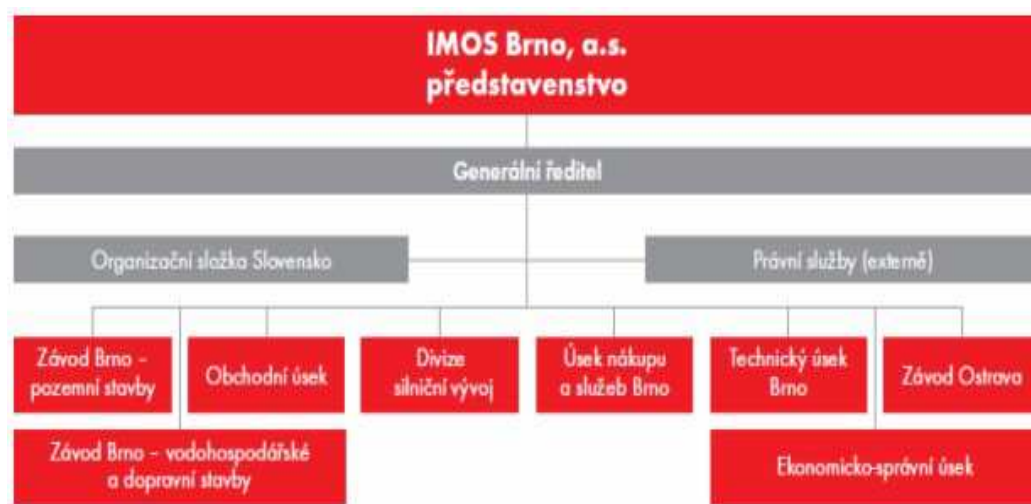 IMOS Brno, a.s.
představenstvo
Generální ředitel
Organizační složka Slovensko
Právní služby (externě)
Závod Brno –
pozemní stavby
Obchodní úsek
Divize
silniční vývoj
Úsek nákupu
a služeb Brno
Technický úsek
Brno
Závod Ostrava
Závod Brno – vodohospodářské
a dopravní stavby
Ekonomicko-správní úsek